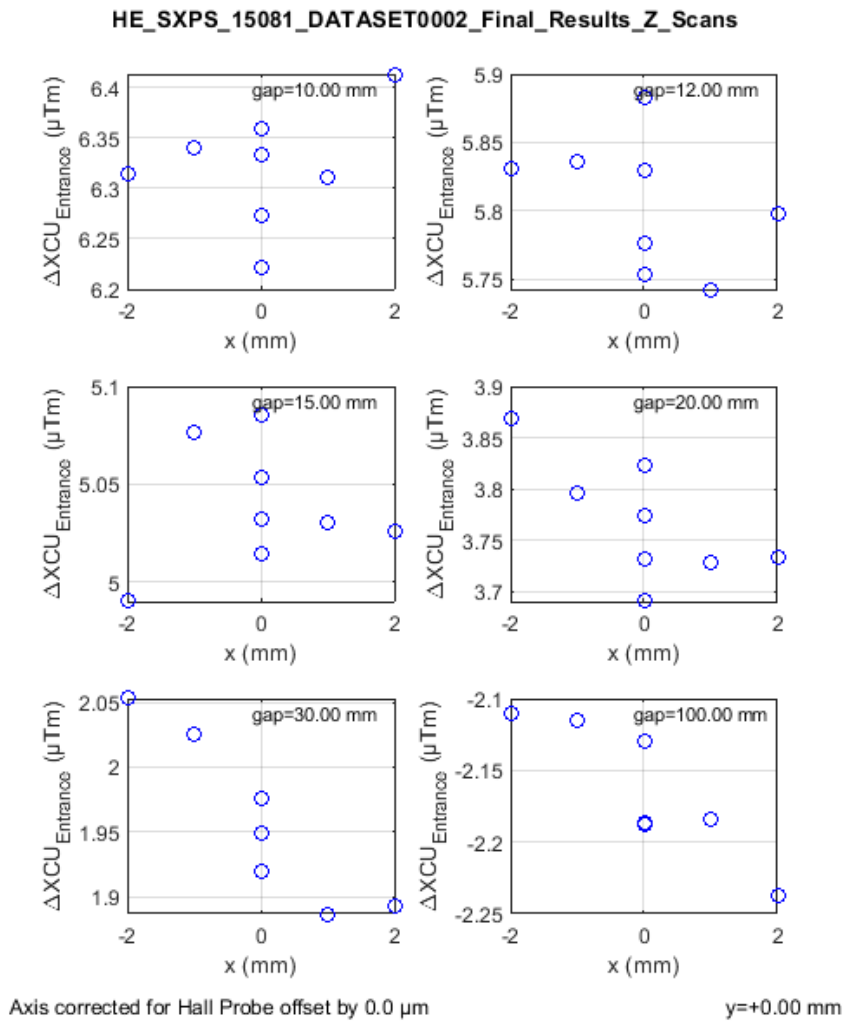 HE_SXPS_15081_DATASET0002_Final_Results_Z_Scans
ΔXCU_Entrance (µTm)
6.4
6.35
6.3
6.25
6.2
gap=10.00 mm
-2 0 2
x (mm)
ΔXCU_Entrance (µTm)
5.9
5.85
5.8
5.75
gap=12.00 mm
-2 0 2
x (mm)
ΔXCU_Entrance (µTm)
5.1
5.05
5
gap=15.00 mm
-2 0 2
x (mm)
ΔXCU_Entrance (µTm)
3.9
3.85
3.8
3.75
3.7
gap=20.00 mm
-2 0 2
x (mm)
ΔXCU_Entrance (µTm)
2.05
2
1.95
1.9
gap=30.00 mm
-2 0 2
x (mm)
ΔXCU_Entrance (µTm)
-2.1
-2.15
-2.2
-2.25
gap=100.00 mm
-2 0 2
x (mm)
Axis corrected for Hall Probe offset by 0.0 µm
y=+0.00 mm